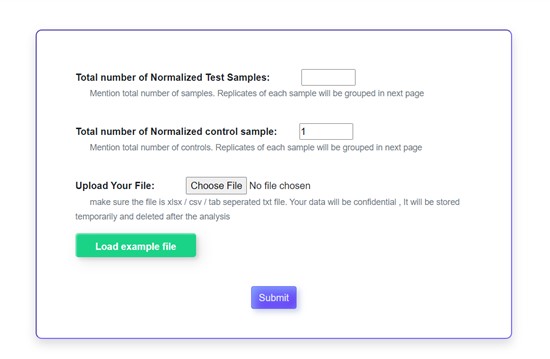 Total number of Normalized Test Samples:
Mention total number of samples. Replicates of each sample will be grouped in next page
Total number of Normalized control sample: 1
Mention total number of controls. Replicates of each sample will be grouped in next page
Upload Your File: Choose File No file chosen
make sure the file is xlsx / csv / tab seperated txt file. Your data will be confidential , It will be stored
temporarily and deleted after the analysis
Load example file
Submit